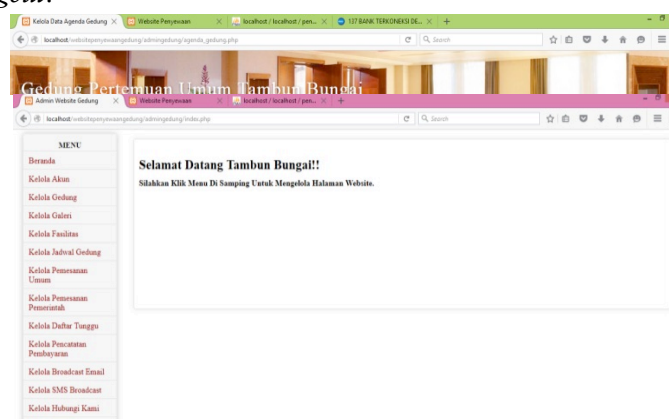 Kelola Data Agenda Gedung
Website Penyewaan
localhost / localhost / pen...
137 BANK TERKONEKSI DE...
localhost/websitepenyewaangedung/admingedung/agenda_gedung.php
Search
Gedung Pertemuan Umum Tambun Bungai
Admin Website Gedung
Website Penyewaan
localhost / localhost / pen...
localhost/websitepenyewaangedung/admingedung/index.php
Search
MENU
Beranda
Kelola Akun
Kelola Gedung
Kelola Galeri
Kelola Fasilitas
Kelola Jadwal Gedung
Kelola Pemesanan
Umum
Kelola Pemesanan
Pemerintah
Kelola Daftar Tunggu
Kelola Pencatatan
Pembayaran
Kelola Broadcast Email
Kelola SMS Broadcast
Kelola Hubungi Kami
Selamat Datang Tambun Bungai!!
Silahkan Klik Menu Di Samping Untuk Mengelola Halaman Website.